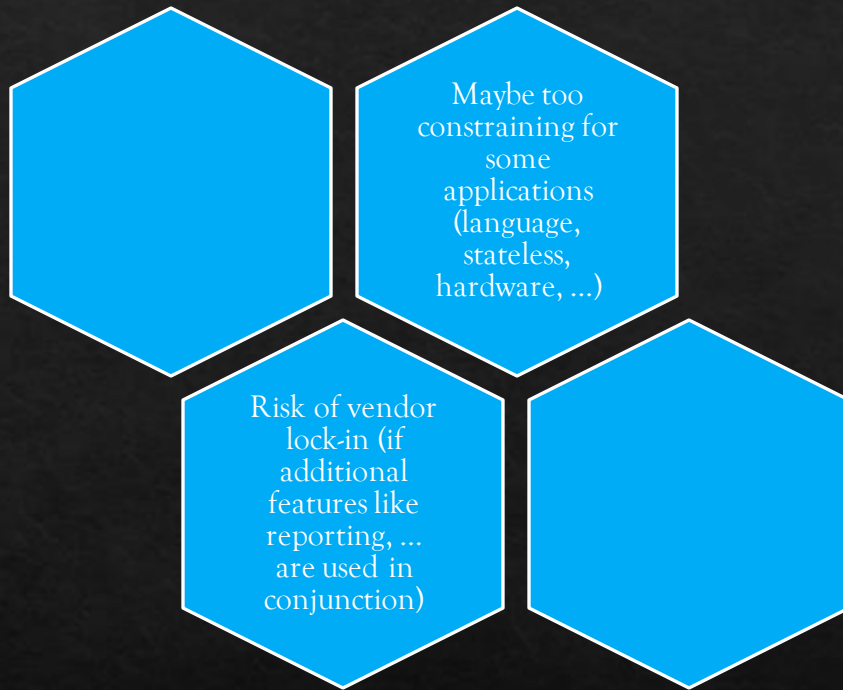 Maybe too
constraining for
some
applications
(language,
stateless,
hardware, ...)
Risk of vendor
lock-in (if
additional
features like
reporting, ...
are used in
conjunction)